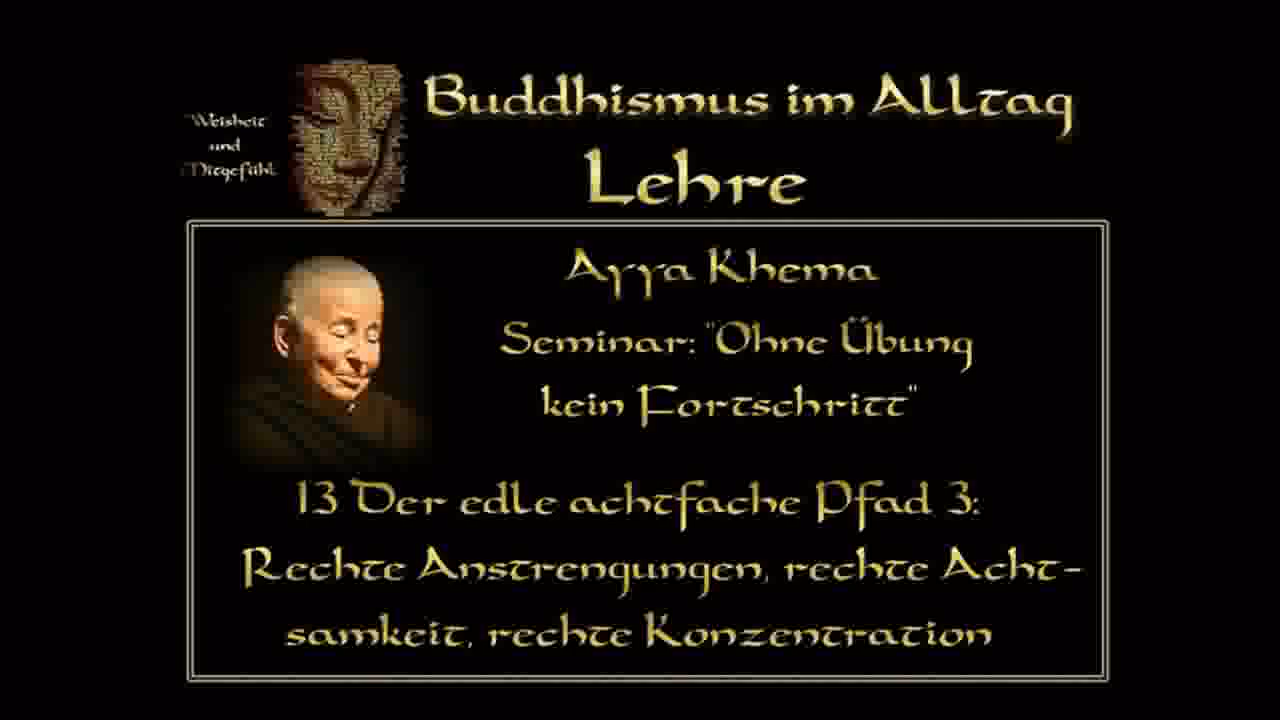 Weisheit
und
Mitgefühl
Buddhismus im Alltag
Lehre
Ayya Khema
Seminar: "Ohne Übung
kein Fortschritt"
13 Der edle achtfache Pfad 3:
Rechte Anstrengungen, rechte Acht-
samkeit, rechte Konzentration